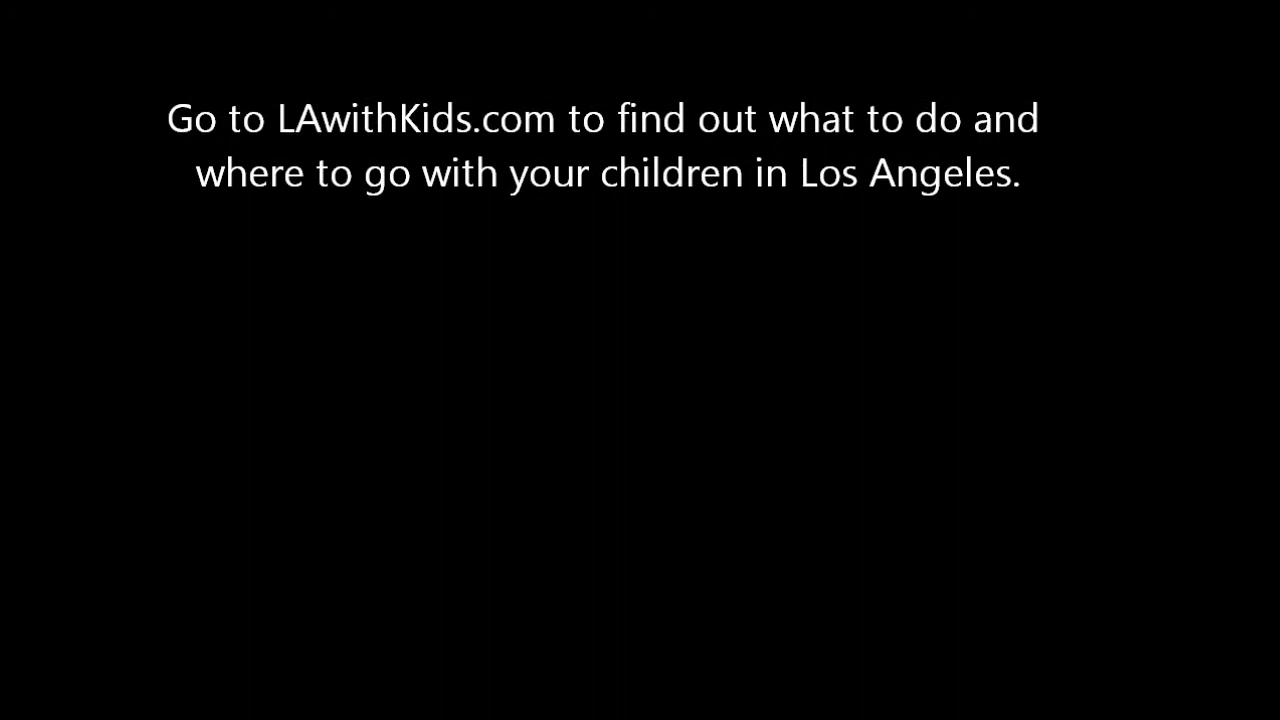 Go to LAwithKids.com to find out what to do and
where to go with your children in Los Angeles.